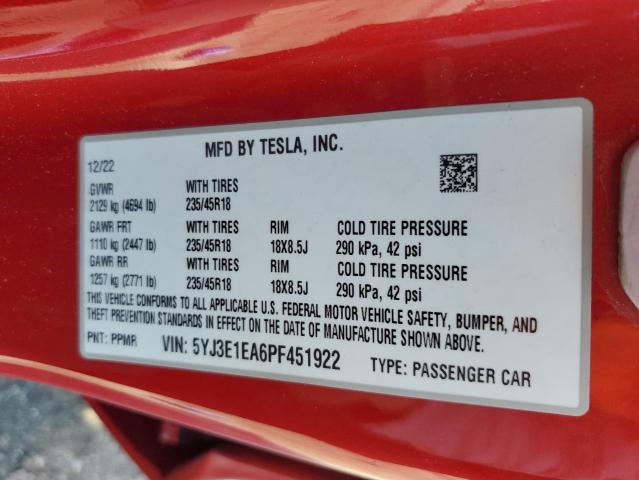 MFD BY TESLA, INC.
12/22
GVWR WITH TIRES
2129 kg (4694 lb) 235/45R18
GAWR FRT WITH TIRES RIM COLD TIRE PRESSURE
1110 kg (2447 lb) 235/45R18 18X8.5J 290 kPa, 42 psi
GAWR RR WITH TIRES RIM COLD TIRE PRESSURE
1257 kg (2771 lb) 235/45R18 18X8.5J 290 kPa, 42 psi
THIS VEHICLE CONFORMS TO ALL APPLICABLE U.S. FEDERAL MOTOR VEHICLE SAFETY, BUMPER, AND
THEFT PREVENTION STANDARDS IN EFFECT ON THE DATE OF MANUFACTURE SHOWN ABOVE.
PNT: PPMR VIN: 5YJ3E1EA6PF451922 TYPE: PASSENGER CAR